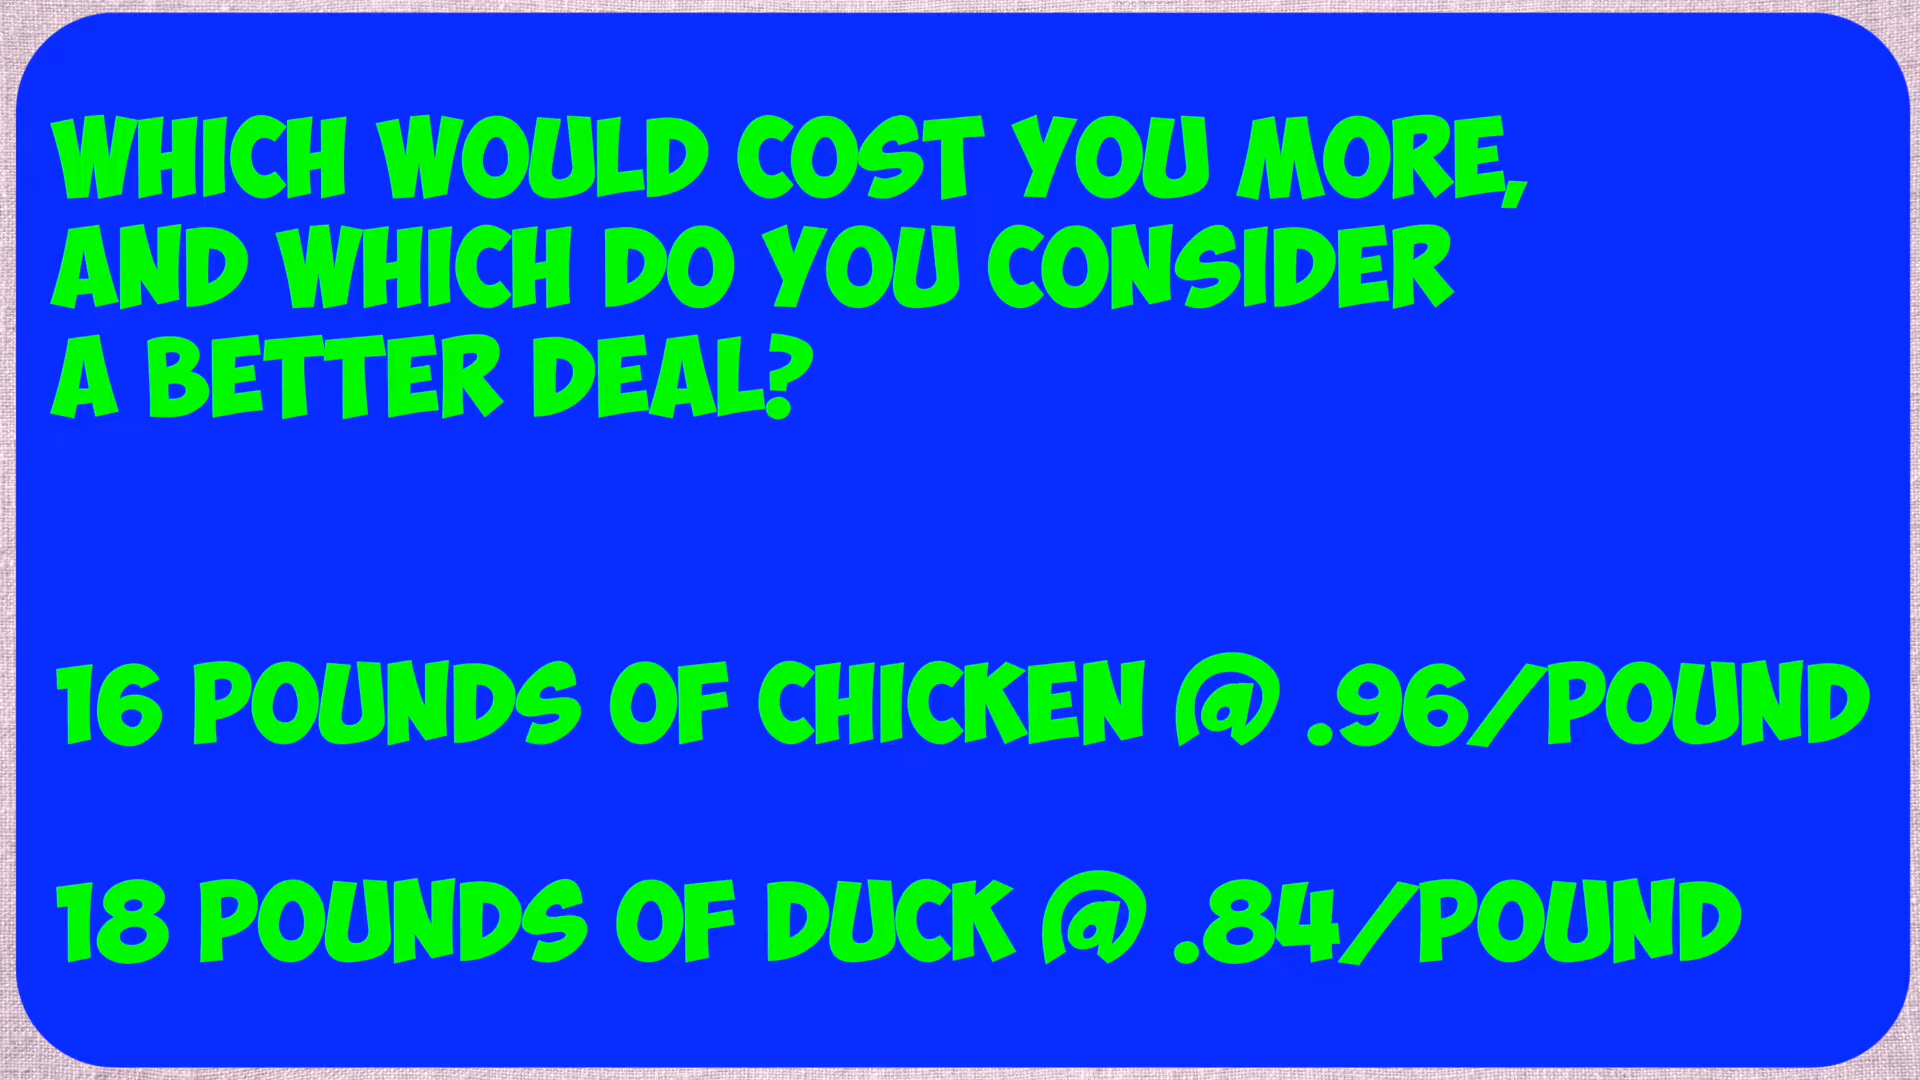 WHICH WOULD COST YOU MORE,
AND WHICH DO YOU CONSIDER
A BETTER DEAL?
16 POUNDS OF CHICKEN @ .96/POUND
18 POUNDS OF DUCK @ .84/POUND